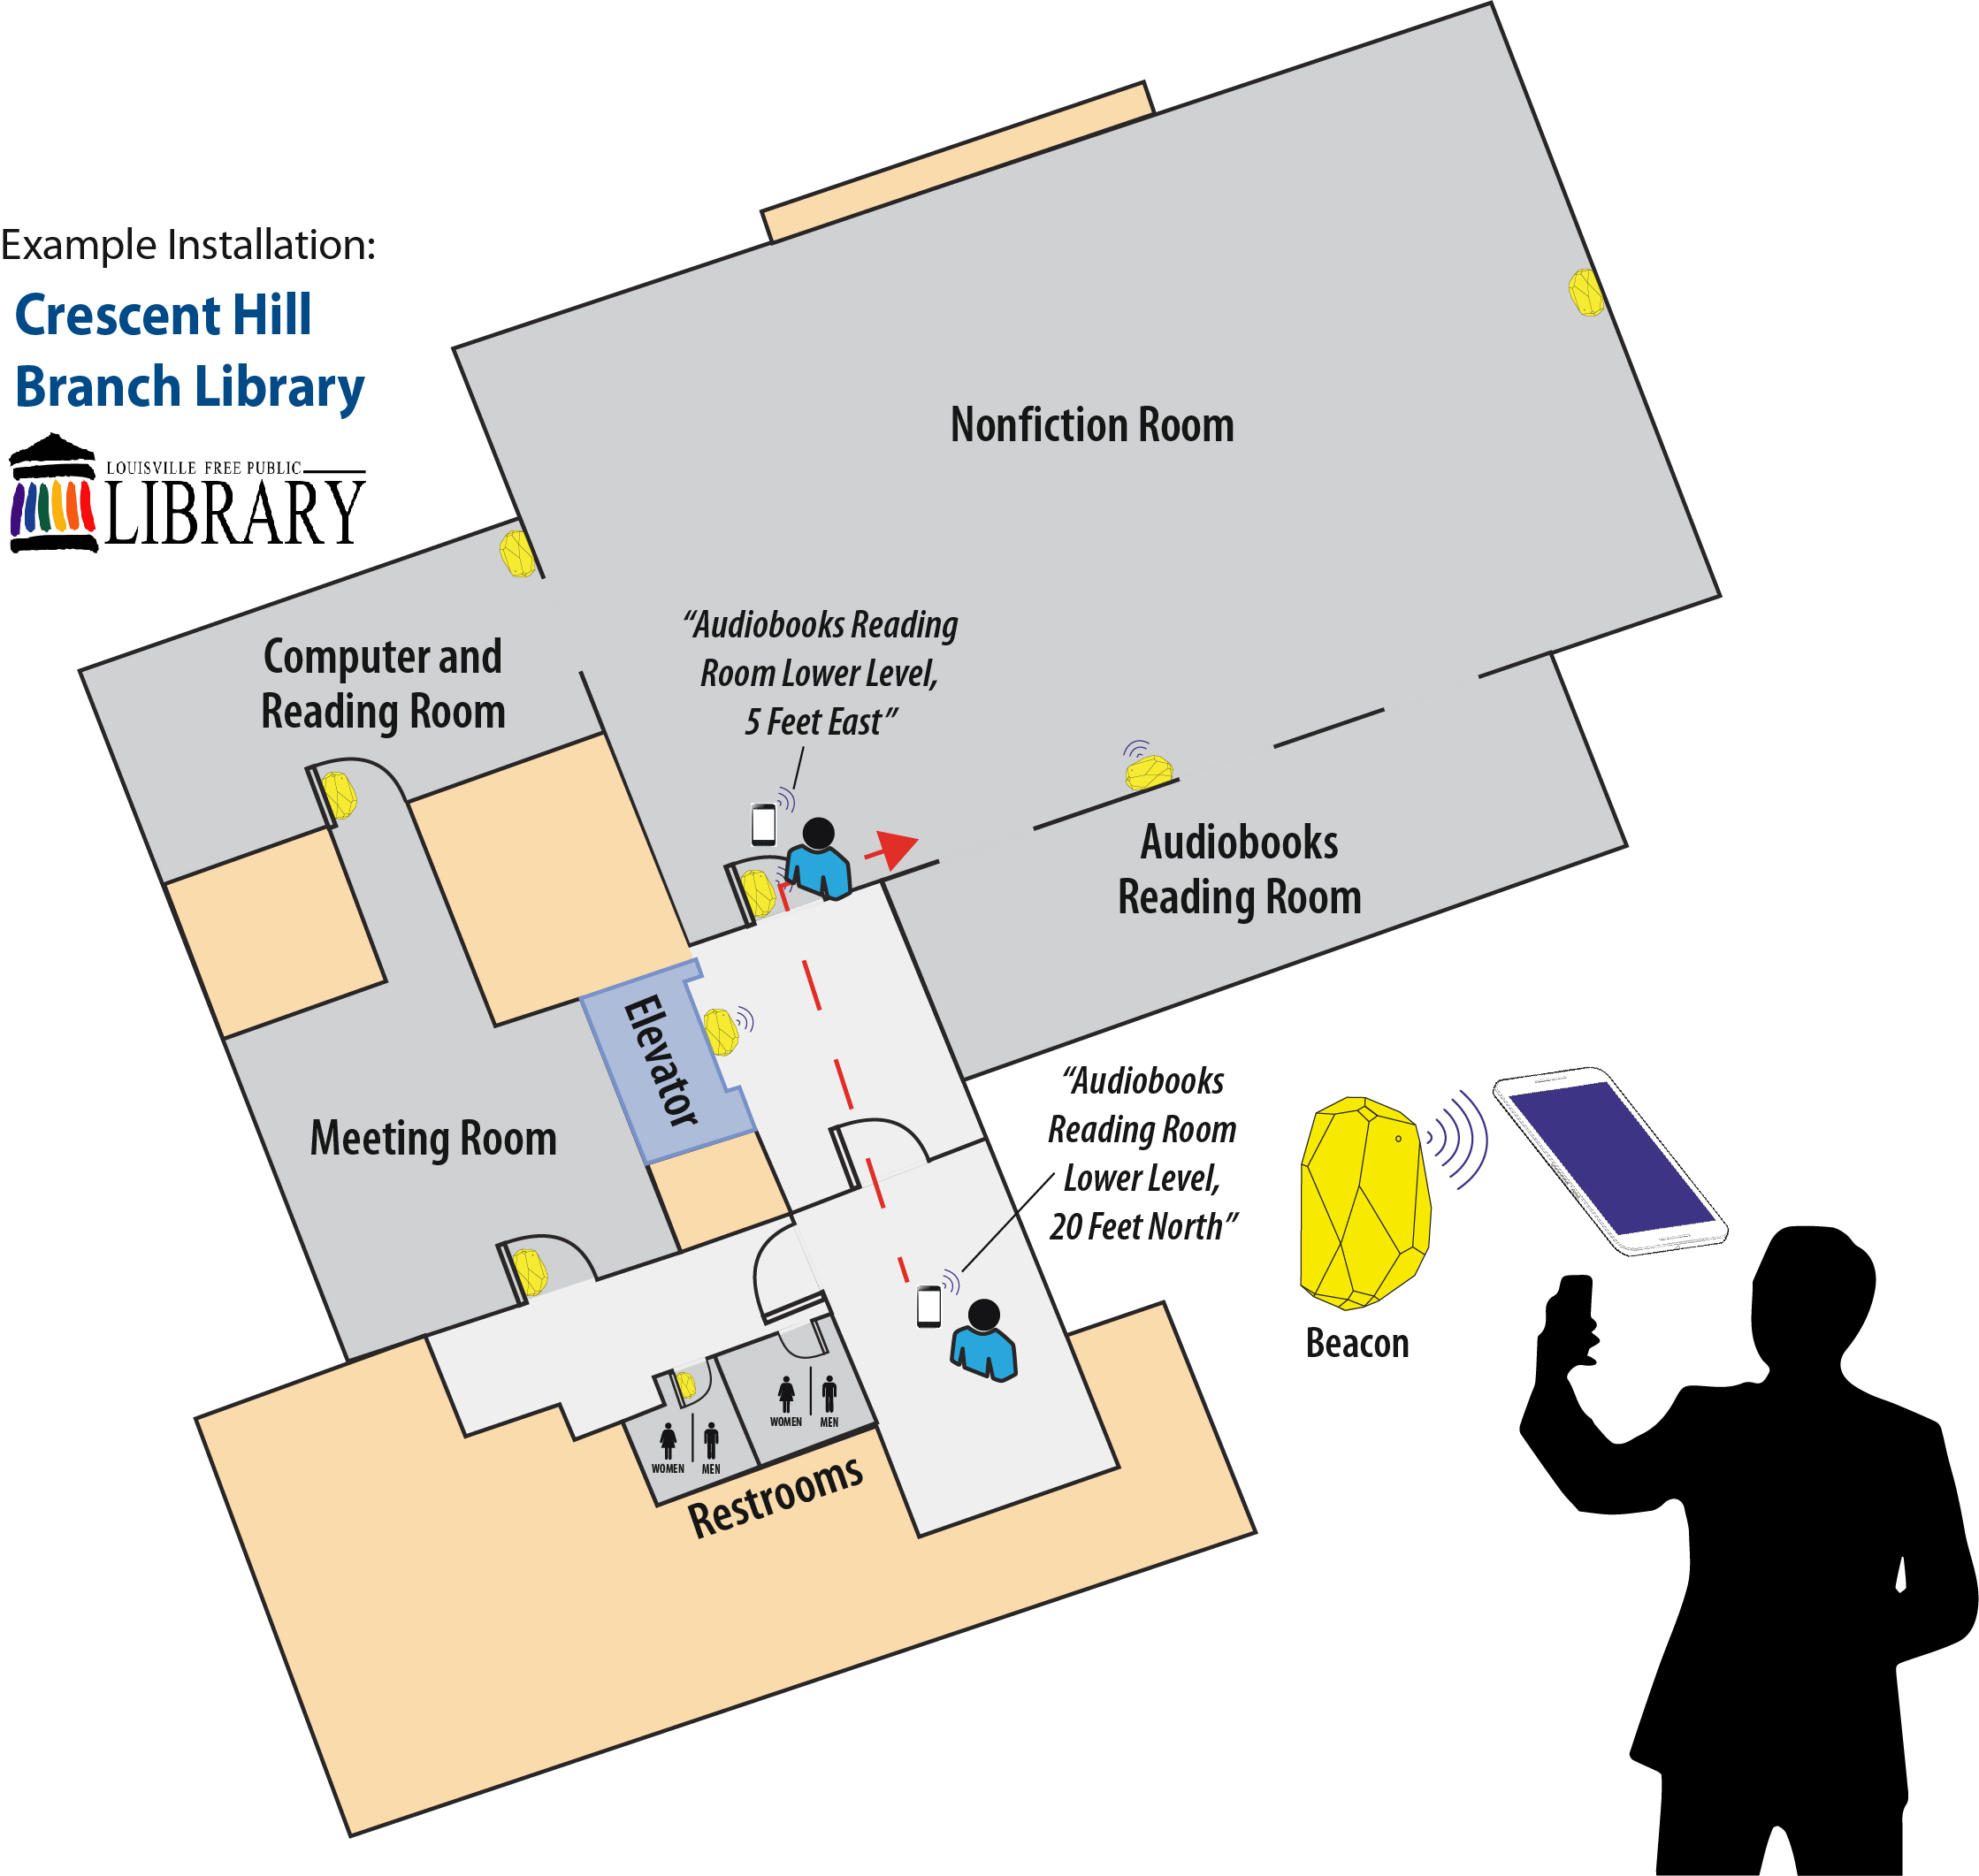 Example Installation:
Crescent Hill
Branch Library
LOUISVILLE FREE PUBLIC
LIBRARY
Nonfiction Room
Computer and
Reading Room
“Audiobooks Reading
Room Lower Level,
5 Feet East”
Audiobooks
Reading Room
Elevator
Meeting Room
“Audiobooks
Reading Room
Lower Level,
20 Feet North”
Beacon
WOMEN
MEN
WOMEN
MEN
Restrooms